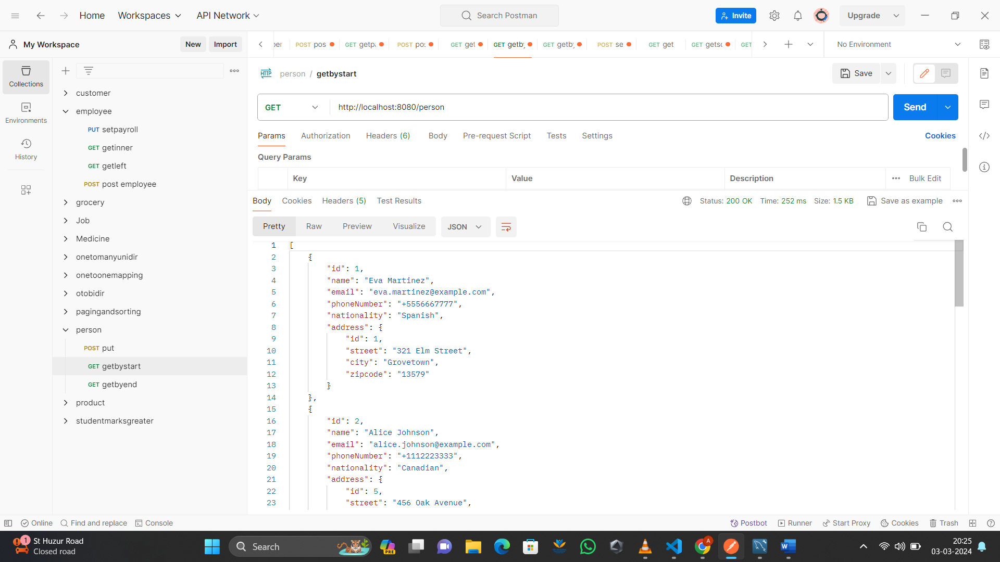 Home Workspaces API Network Search Postman Invite Upgrade
My Workspace New Import per POST pos GET getpa POST pos GET get GET getby GET getby POST se GET get GET getsc GET No Environment
Collections
Environments
History
customer
employee
PUT setpayroll
GET getinner
GET getleft
POST post employee
grocery
Job
Medicine
onetomanyunidir
onetoonemapping
otobidir
pagingandsorting
person
POST put
GET getbystart
GET getbyend
product
studentmarksgreater
HTTP person / getbystart Save
GET http://localhost:8080/person Send
Params Authorization Headers (6) Body Pre-request Script Tests Settings Cookies
Query Params
Key Value Description Bulk Edit
Body Cookies Headers (5) Test Results Status: 200 OK Time: 252 ms Size: 1.5 KB Save as example
Pretty Raw Preview Visualize JSON
1 [
2 {
3 "id": 1,
4 "name": "Eva Martinez",
5 "email": "eva.martinez@example.com",
6 "phoneNumber": "+5556667777",
7 "nationality": "Spanish",
8 "address": {
9 "id": 1,
10 "street": "321 Elm Street",
11 "city": "Grovetown",
12 "zipcode": "13579"
13 }
14 },
15 {
16 "id": 2,
17 "name": "Alice Johnson",
18 "email": "alice.johnson@example.com",
19 "phoneNumber": "+1112223333",
20 "nationality": "Canadian",
21 "address": {
22 "id": 5,
23 "street": "456 Oak Avenue",
Online Find and replace Console Postbot Runner Start Proxy Cookies Trash
1 St Huzur Road
Closed road
Search
PRE
A
W
20:25
03-03-2024